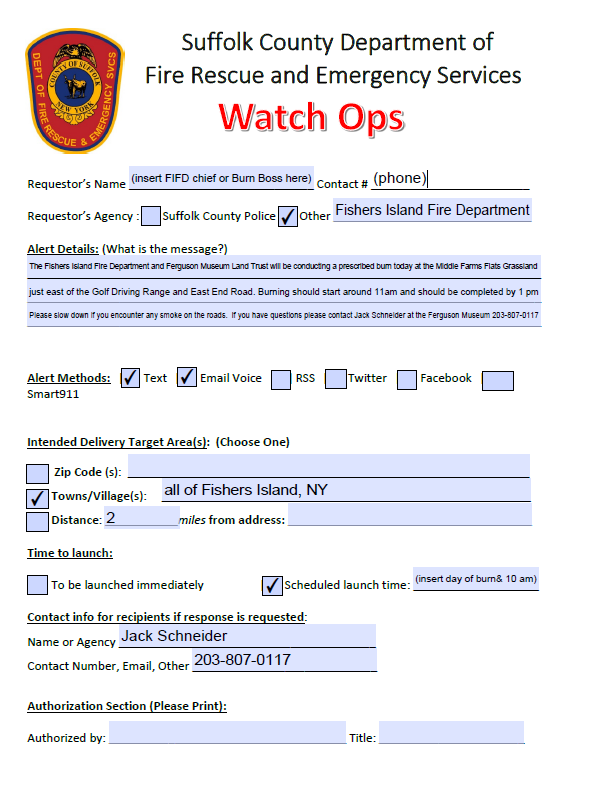 Suffolk County Department of
Fire Rescue and Emergency Services
Watch Ops
COUNTY OF SUFFOLK
NEW YORK
DEPT OF FIRE RESCUE & EMERGENCY SVCS
Requestor's Name (insert FIFD chief or Burn Boss here) Contact # (phone)
Requestor's Agency : Suffolk County Police ✓ Other Fishers Island Fire Department
Alert Details: (What is the message?)
The Fishers Island Fire Department and Ferguson Museum Land Trust will be conducting a prescribed burn today at the Middle Farms Flats Grassland
just east of the Golf Driving Range and East End Road. Burning should start around 11am and should be completed by 1 pm
Please slow down if you encounter any smoke on the roads. If you have questions please contact Jack Schneider at the Ferguson Museum 203-807-0117
Alert Methods: ✓ Text ✓ Email Voice RSS Twitter Facebook
Smart911
Intended Delivery Target Area(s): (Choose One)
Zip Code (s):
✓ Towns/Village(s): all of Fishers Island, NY
Distance: 2 miles from address:
Time to launch:
To be launched immediately ✓ Scheduled launch time: (insert day of burn& 10 am)
Contact info for recipients if response is requested:
Name or Agency Jack Schneider
Contact Number, Email, Other 203-807-0117
Authorization Section (Please Print):
Authorized by: Title: